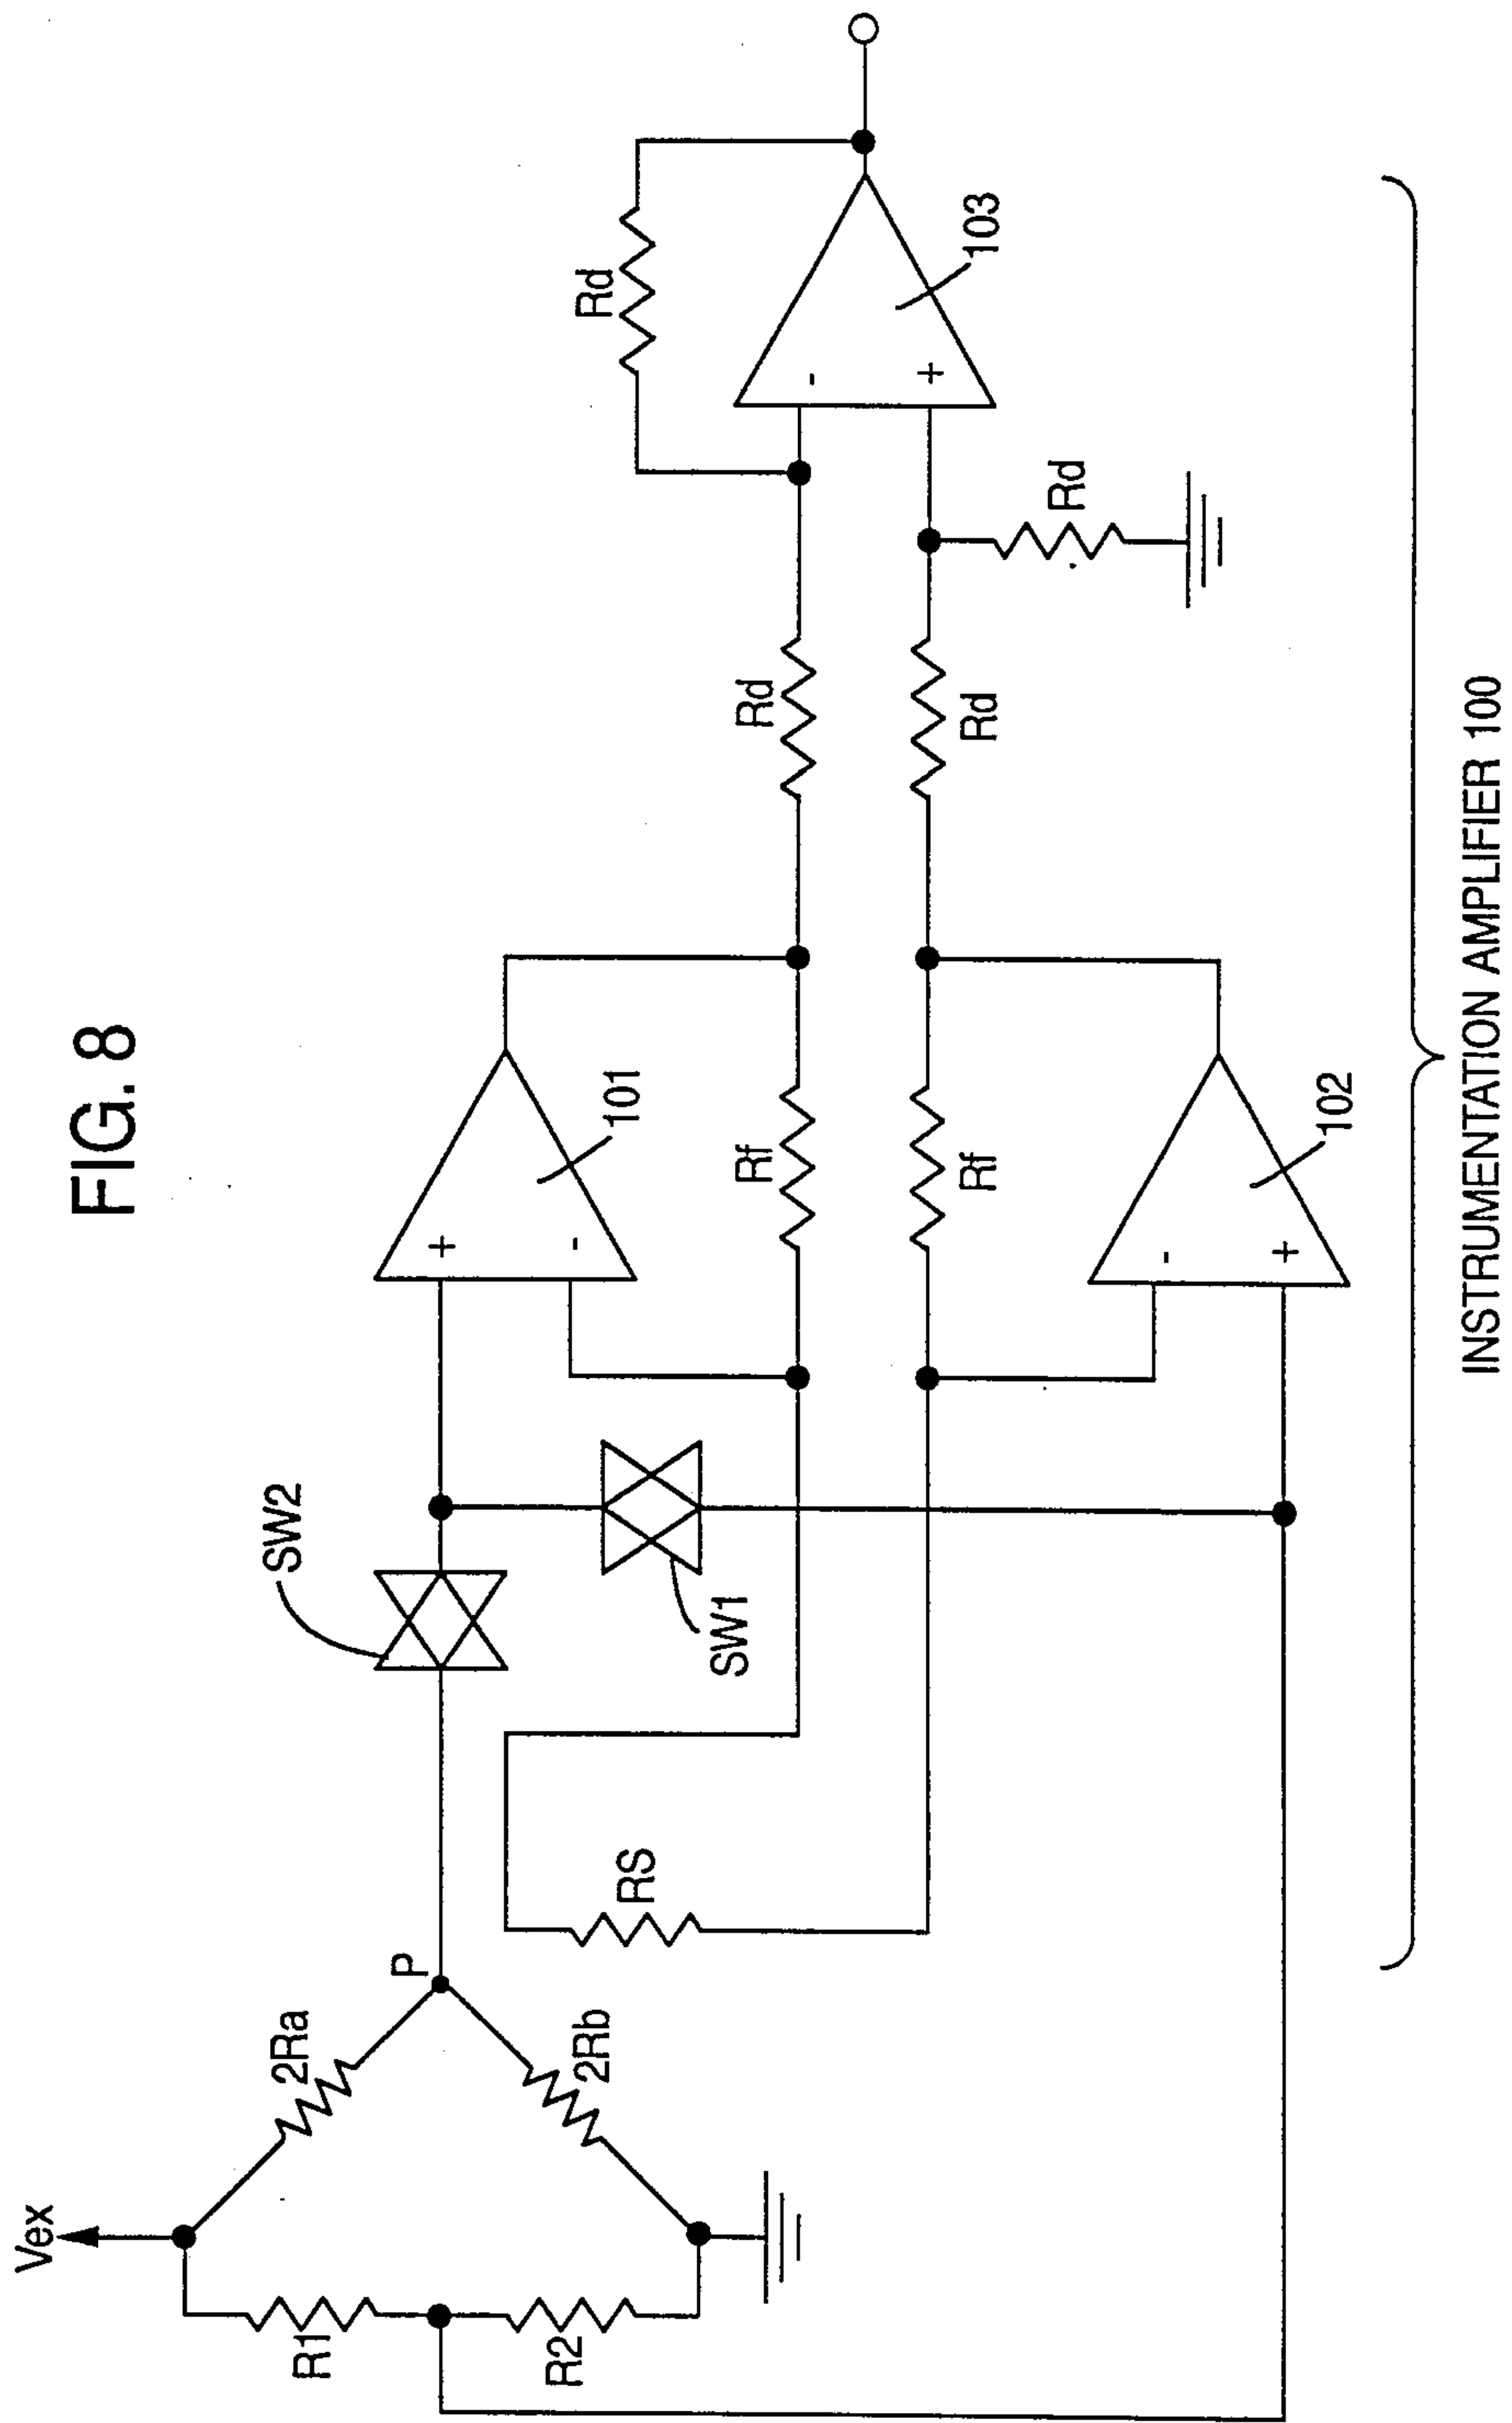 FIG. 8
Vex
R1
R2
2Ra
2Rb
P
RS
SW2
SW1
+
-
101
Rf
Rf
-
+
102
Rd
Rd
Rd
Rd
-
+
103
INSTRUMENTATION AMPLIFIER 100